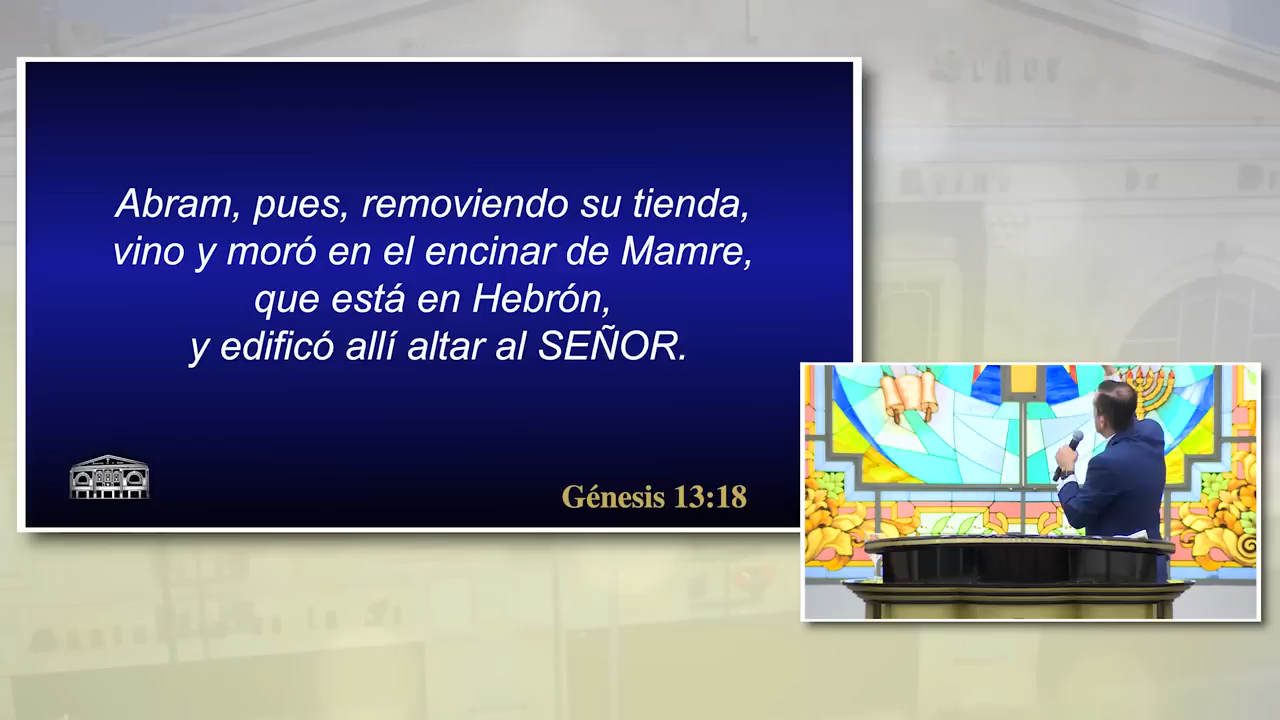 Abram, pues, removiendo su tienda,
vino y moró en el encinar de Mamre,
que está en Hebrón,
y edificó allí altar al SEÑOR.
Génesis 13:18
Señor